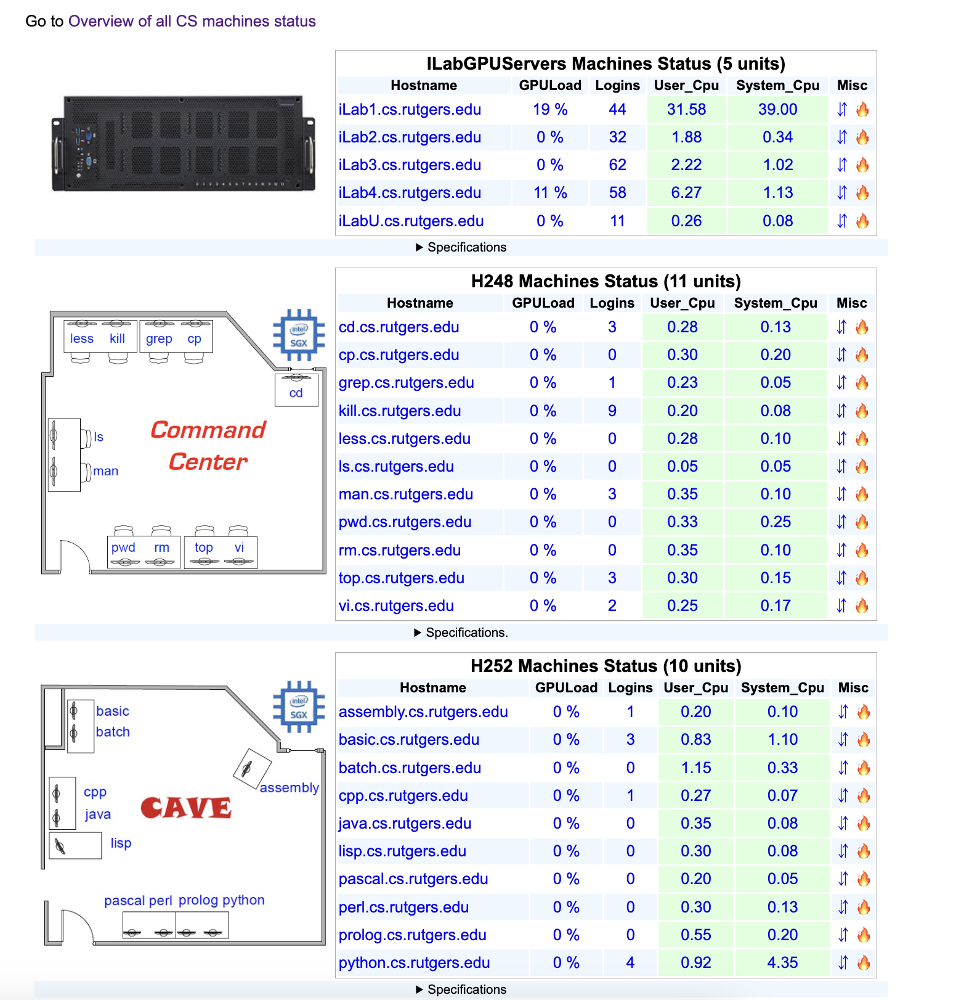 Go to Overview of all CS machines status
ILabGPUServers Machines Status (5 units)
Hostname GPULoad Logins User_Cpu System_Cpu Misc
iLab1.cs.rutgers.edu 19 % 44 31.58 39.00
iLab2.cs.rutgers.edu 0 % 32 1.88 0.34
iLab3.cs.rutgers.edu 0 % 62 2.22 1.02
iLab4.cs.rutgers.edu 11 % 58 6.27 1.13
iLabU.cs.rutgers.edu 0 % 11 0.26 0.08
▶ Specifications
less kill grep cp
intel
SGX
cd
ls
Command
Center
man
pwd rm top vi
H248 Machines Status (11 units)
Hostname GPULoad Logins User_Cpu System_Cpu Misc
cd.cs.rutgers.edu 0 % 3 0.28 0.13
cp.cs.rutgers.edu 0 % 0 0.30 0.20
grep.cs.rutgers.edu 0 % 1 0.23 0.05
kill.cs.rutgers.edu 0 % 9 0.20 0.08
less.cs.rutgers.edu 0 % 0 0.28 0.10
ls.cs.rutgers.edu 0 % 0 0.05 0.05
man.cs.rutgers.edu 0 % 3 0.35 0.10
pwd.cs.rutgers.edu 0 % 0 0.33 0.25
rm.cs.rutgers.edu 0 % 0 0.35 0.10
top.cs.rutgers.edu 0 % 3 0.30 0.15
vi.cs.rutgers.edu 0 % 2 0.25 0.17
▶ Specifications.
intel
SGX
basic
batch
assembly
cpp
CAVE
java
lisp
pascal perl prolog python
H252 Machines Status (10 units)
Hostname GPULoad Logins User_Cpu System_Cpu Misc
assembly.cs.rutgers.edu 0 % 1 0.20 0.10
basic.cs.rutgers.edu 0 % 3 0.83 1.10
batch.cs.rutgers.edu 0 % 0 1.15 0.33
cpp.cs.rutgers.edu 0 % 1 0.27 0.07
java.cs.rutgers.edu 0 % 0 0.35 0.08
lisp.cs.rutgers.edu 0 % 0 0.30 0.08
pascal.cs.rutgers.edu 0 % 0 0.20 0.05
perl.cs.rutgers.edu 0 % 0 0.30 0.13
prolog.cs.rutgers.edu 0 % 0 0.55 0.20
python.cs.rutgers.edu 0 % 4 0.92 4.35
▶ Specifications